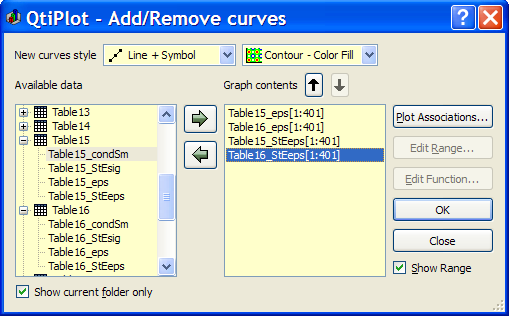 QtiPlot - Add/Remove curves
New curves style
Line + Symbol
Contour - Color Fill
Available data
Graph contents
Table13
Table14
Table15
Table15_condSm
Table15_StEsig
Table15_eps
Table15_StEeps
Table16
Table16_condSm
Table16_StEsig
Table16_eps
Table16_StEeps
Table15_eps[1:401]
Table16_eps[1:401]
Table15_StEeps[1:401]
Table16_StEeps[1:401]
Plot Associations...
Edit Range...
Edit Function...
OK
Close
Show Range
Show current folder only